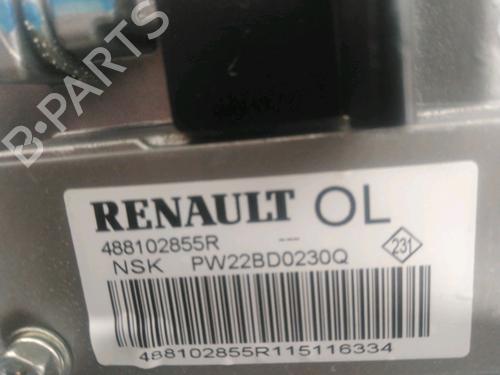 B-PARTS
RENAULT OL
488102855R ---
NSK PW22BD0230Q
231
488102855R115116334